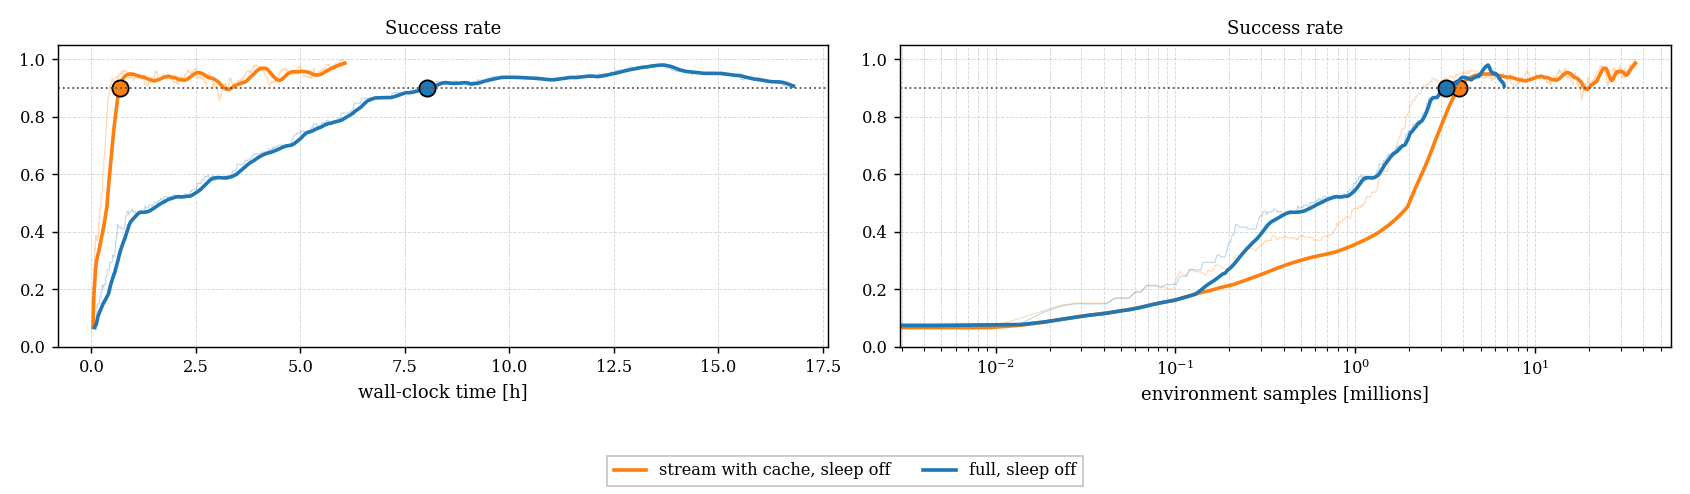 Success rate
1.0
0.8
0.6
0.4
0.2
0.0
0.0 2.5 5.0 7.5 10.0 12.5 15.0 17.5
wall-clock time [h]
Success rate
1.0
0.8
0.6
0.4
0.2
0.0
10⁻² 10⁻¹ 10⁰ 10¹
environment samples [millions]
stream with cache, sleep off full, sleep off